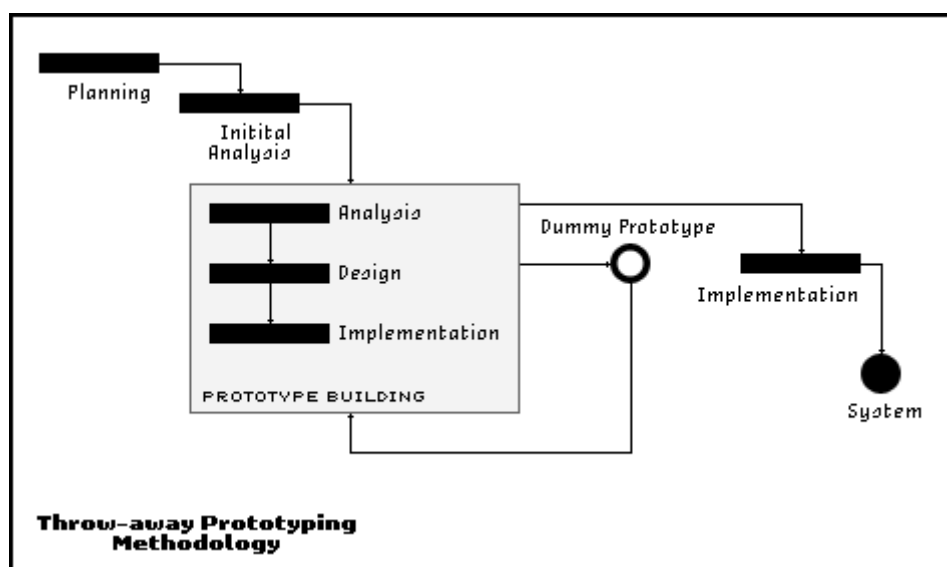 Planning
Initital
Analysis
Analysis
Design
Implementation
PROTOTYPE BUILDING
Dummy Prototype
Implementation
System
Throw-away Prototyping
Methodology